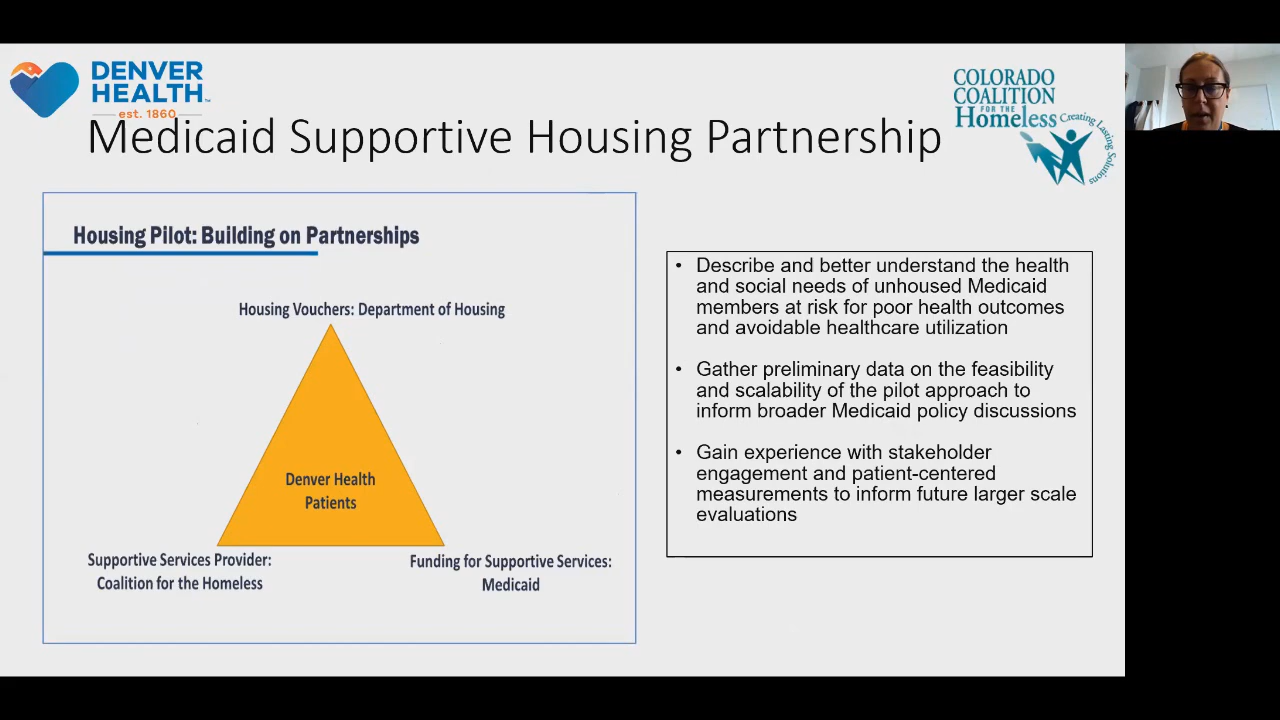 DENVER
HEALTH™
est. 1860
COLORADO
COALITION
FOR THE
Homeless
Creating Lasting Solutions
Medicaid Supportive Housing Partnership
Housing Pilot: Building on Partnerships
Housing Vouchers: Department of Housing
Denver Health
Patients
Supportive Services Provider:
Coalition for the Homeless
Funding for Supportive Services:
Medicaid
• Describe and better understand the health
and social needs of unhoused Medicaid
members at risk for poor health outcomes
and avoidable healthcare utilization
• Gather preliminary data on the feasibility
and scalability of the pilot approach to
inform broader Medicaid policy discussions
• Gain experience with stakeholder
engagement and patient-centered
measurements to inform future larger scale
evaluations